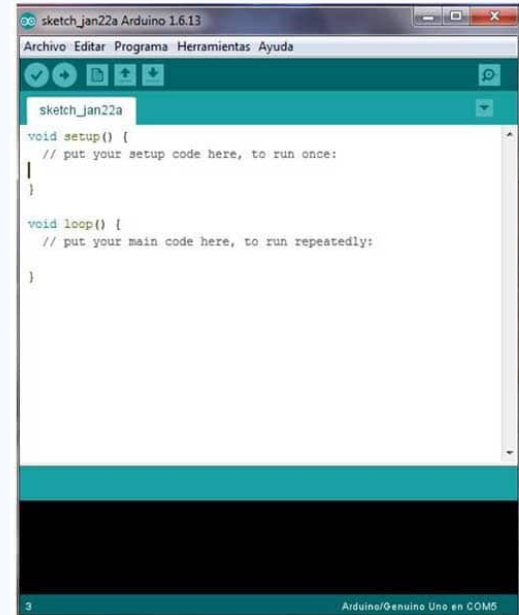 sketch_jan22a Arduino 1.6.13
Archivo Editar Programa Herramientas Ayuda
sketch_jan22a
void setup() {
  // put your setup code here, to run once:

}

void loop() {
  // put your main code here, to run repeatedly:

}
3
Arduino/Genuino Uno en COM5